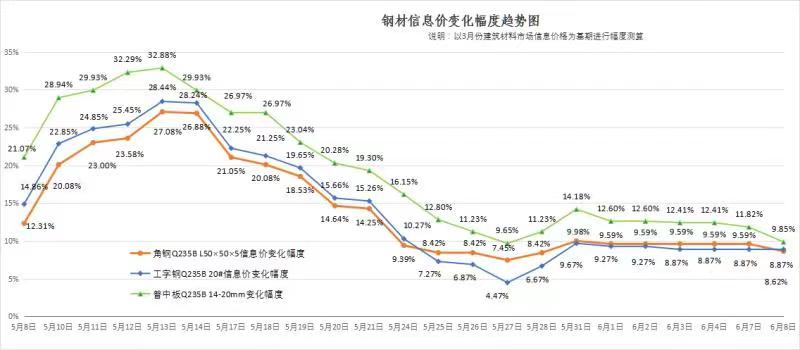 钢材信息价变化幅度趋势图
说明：以3月份建筑材料市场信息价格为基期进行幅度测算
35%
30%
25%
20%
15%
10%
5%
0%
21.07% 28.94% 29.93% 32.29% 32.88% 29.93% 26.97% 26.97% 23.04% 20.28% 19.30% 16.15% 12.80% 11.23% 9.65% 11.23% 14.18% 12.60% 12.60% 12.41% 12.41% 11.82% 9.85%
14.86% 22.85% 24.85% 25.45% 28.44% 28.24% 22.25% 21.25% 19.65% 15.66% 15.26% 10.27% 7.27% 6.87% 4.47% 6.67% 9.67% 9.27% 9.27% 8.87% 8.87% 8.87% 8.87%
12.31% 20.08% 23.00% 23.58% 27.08% 26.88% 21.05% 20.08% 18.53% 14.64% 14.25% 9.39% 8.42% 8.42% 7.45% 8.42% 9.98% 9.59% 9.59% 9.59% 9.59% 9.59% 8.62%
角钢Q235B L50×50×5信息价变化幅度
工字钢Q235B 20#信息价变化幅度
普中板Q235B 14-20mm变化幅度
5月8日 5月10日 5月11日 5月12日 5月13日 5月14日 5月17日 5月18日 5月19日 5月20日 5月21日 5月24日 5月25日 5月26日 5月27日 5月28日 5月31日 6月1日 6月2日 6月3日 6月4日 6月7日 6月8日